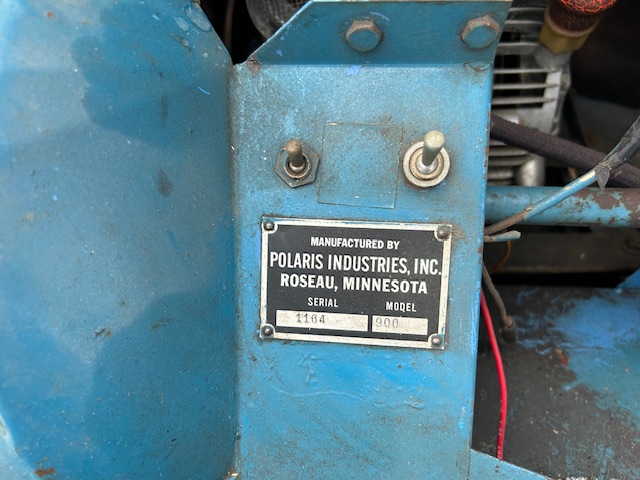 MANUFACTURED BY
POLARIS INDUSTRIES, INC.
ROSEAU, MINNESOTA
SERIAL MODEL
1164 900